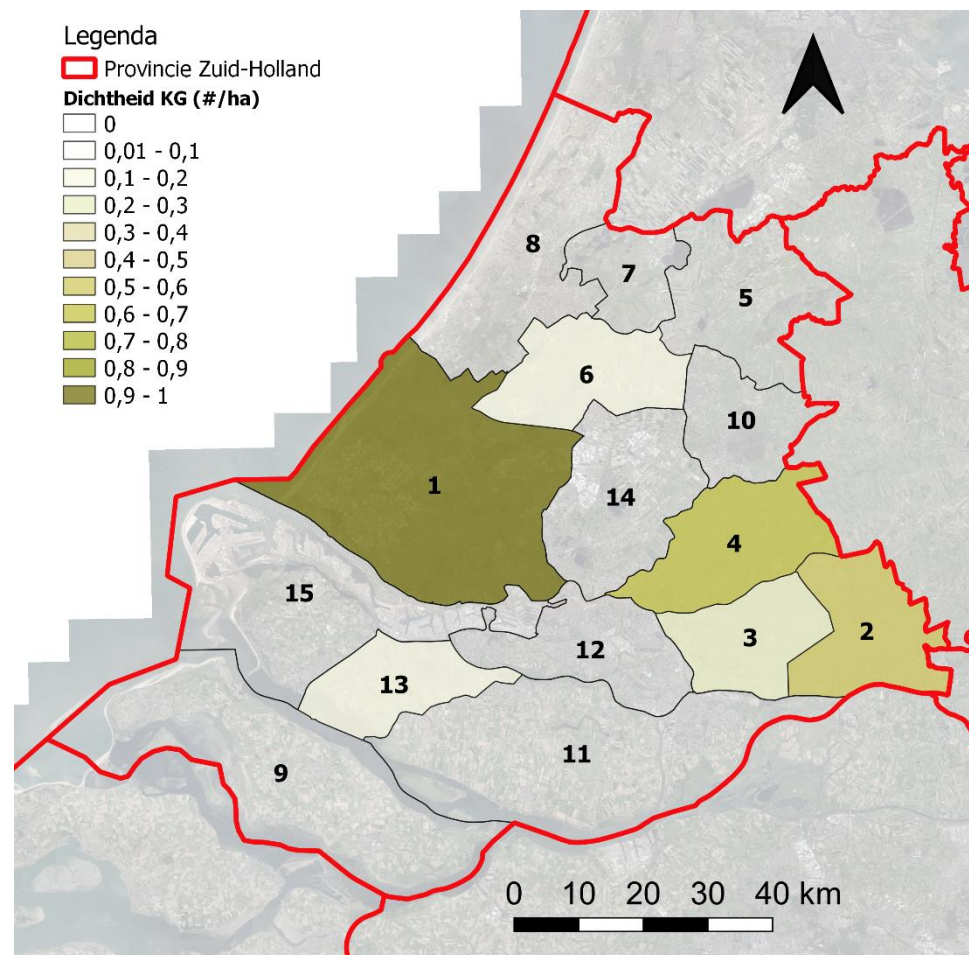 Legenda
Provincie Zuid-Holland
Dichtheid KG (#/ha)
0
0,01 - 0,1
0,1 - 0,2
0,2 - 0,3
0,3 - 0,4
0,4 - 0,5
0,5 - 0,6
0,6 - 0,7
0,7 - 0,8
0,8 - 0,9
0,9 - 1
8
7
5
6
10
1
14
4
15
3
2
12
13
11
9
0 10 20 30 40 km